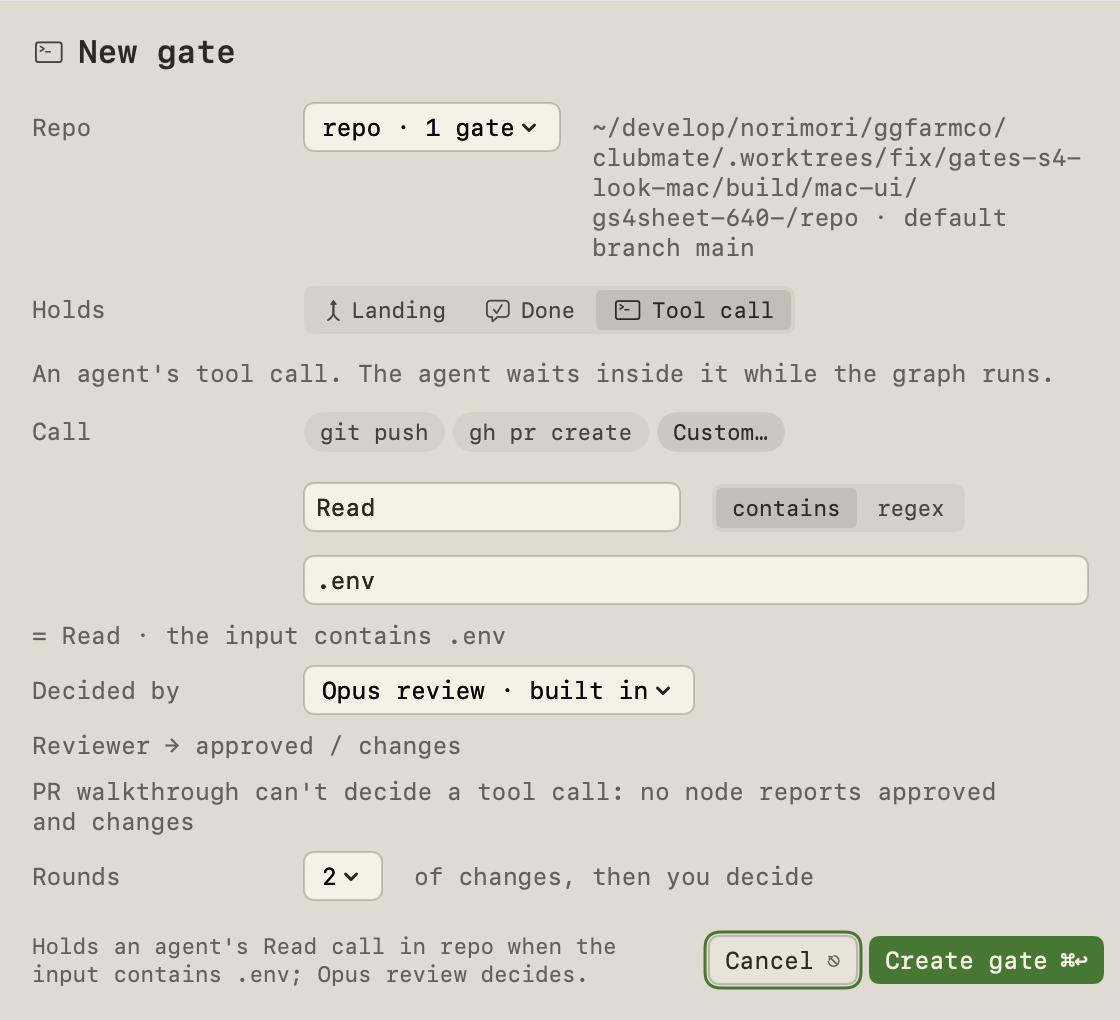 New gate
Repo
repo · 1 gate
~/develop/norimori/ggfarmco/
clubmate/.worktrees/fix/gates-s4-
look-mac/build/mac-ui/
gs4sheet-640-/repo · default
branch main
Holds
Landing
Done
Tool call
An agent's tool call. The agent waits inside it while the graph runs.
Call
git push
gh pr create
Custom…
Read
contains
regex
.env
= Read · the input contains .env
Decided by
Opus review · built in
Reviewer → approved / changes
PR walkthrough can't decide a tool call: no node reports approved
and changes
Rounds
2
of changes, then you decide
Holds an agent's Read call in repo when the
input contains .env; Opus review decides.
Cancel ⎋
Create gate ⌘↩